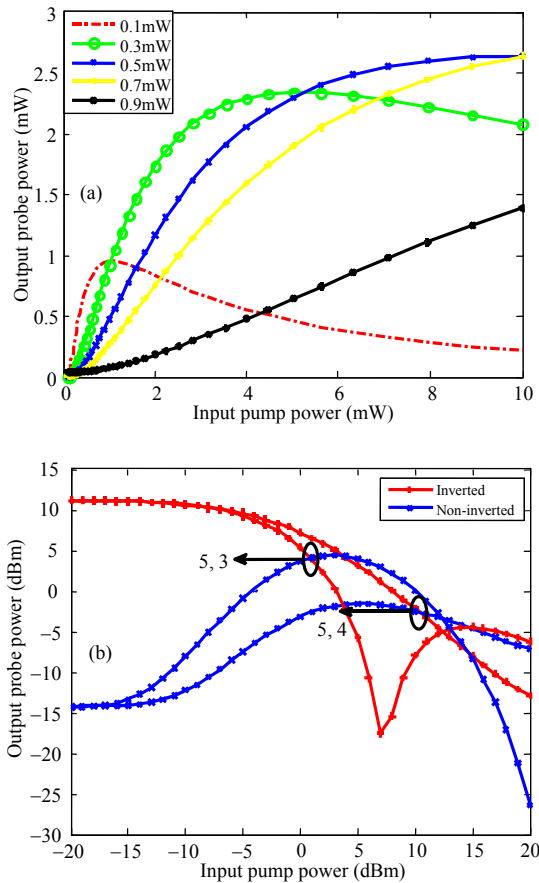 3
0.1mW
0.3mW
0.5mW
0.7mW
0.9mW
2.5
2
1.5
1
0.5
0
Output probe power (mW)
(a)
0 2 4 6 8 10
Input pump power (mW)
15
10
5
0
−5
−10
−15
−20
−25
−30
Output probe power (dBm)
Inverted
Non-inverted
5, 3
5, 4
(b)
−20 −15 −10 −5 0 5 10 15 20
Input pump power (dBm)